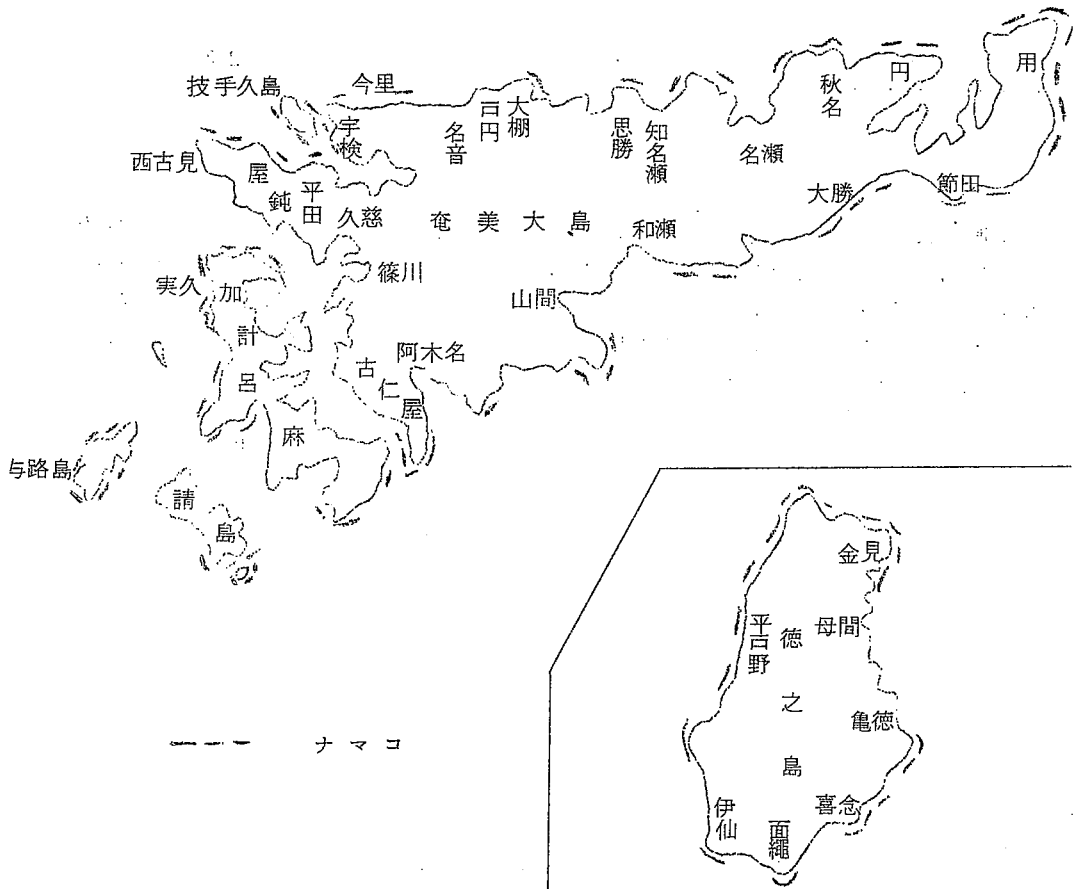 用
円
秋名
今里
技手久島
大棚
戸円
名音
宇検
思勝
知名瀬
名瀬
西古見
屋鈍
平田
久慈
大勝
節田
奄美大島
和瀬
篠川
実久
山間
加計呂麻
阿木名
古仁屋
与路島
請島
金見
母間
平戸野
徳之島
亀徳
ナマコ
喜念
伊仙
面縄